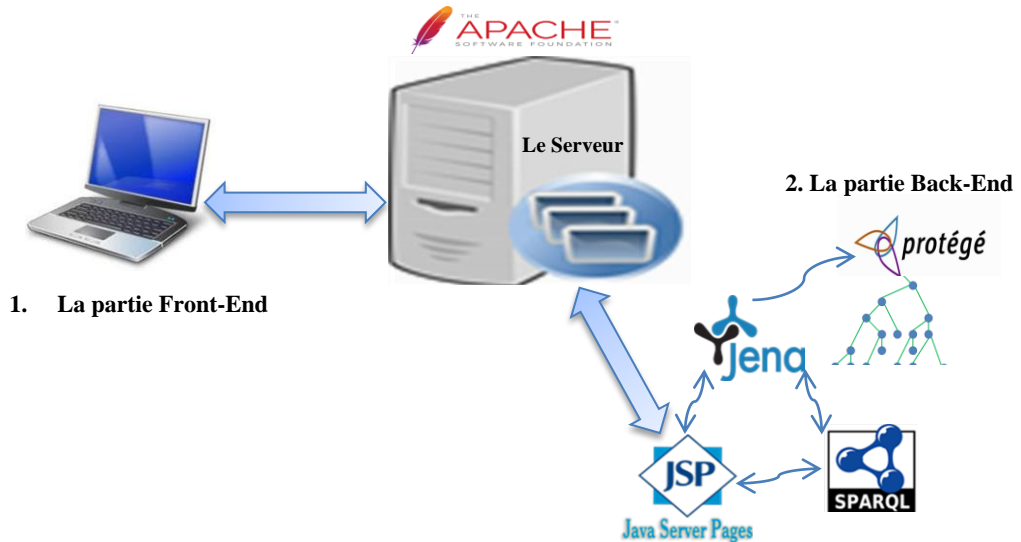 THE
APACHE
SOFTWARE FOUNDATION
Le Serveur
2. La partie Back-End
protégé
1. La partie Front-End
Jena
JSP
SPARQL
Java Server Pages